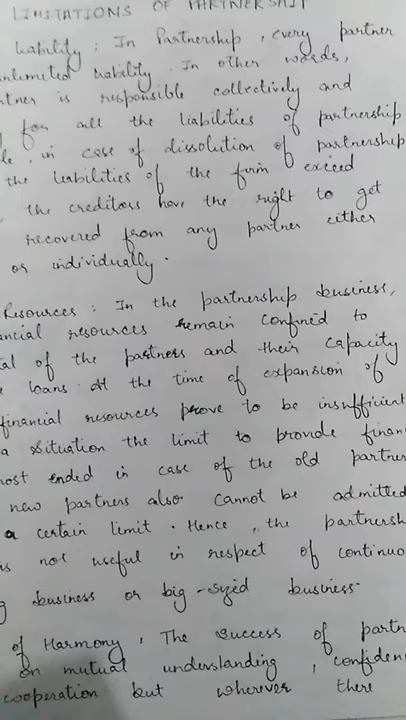 LIMITATIONS OF PARTNERSHIP
liability : In Partnership , every partner
unlimited liability . In other words,
is responsible collectively and
for all the liabilities of partnership
in case of dissolution of partnership
the liabilities of the firm exceed
the creditors have the right to get
recovered from any partner either
or individually .
Resources : In the partnership business,
resources remain confined to
of the partners and their capacity
loans . At the time of expansion of
financial resources prove to be insufficient
a situation the limit to provide finan
most ended in case of the old partner
new partners also cannot be admitted
a certain limit . Hence , the partnersh
is not useful in respect of continuo
business or big-sized business .
of Harmony , The success of partn
on mutual understanding , confiden
cooperation but wherever there